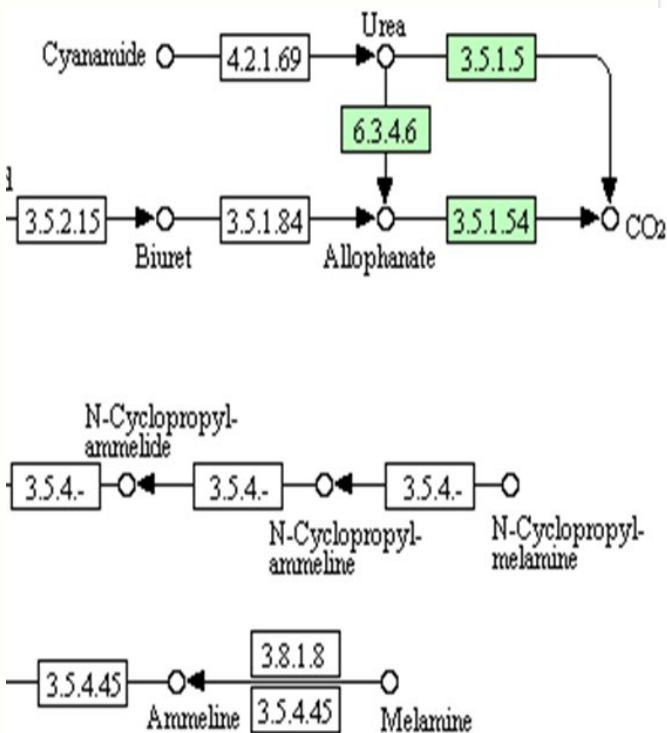 Urea
Cyanamide
4.2.1.69
3.5.1.5
6.3.4.6
3.5.2.15
3.5.1.84
3.5.1.54
CO2
Biuret
Allophanate
N-Cyclopropyl-
ammelide
3.5.4.-
3.5.4.-
3.5.4.-
N-Cyclopropyl-
ammeline
N-Cyclopropyl-
melamine
3.8.1.8
3.5.4.45
3.5.4.45
Ammeline
Melamine